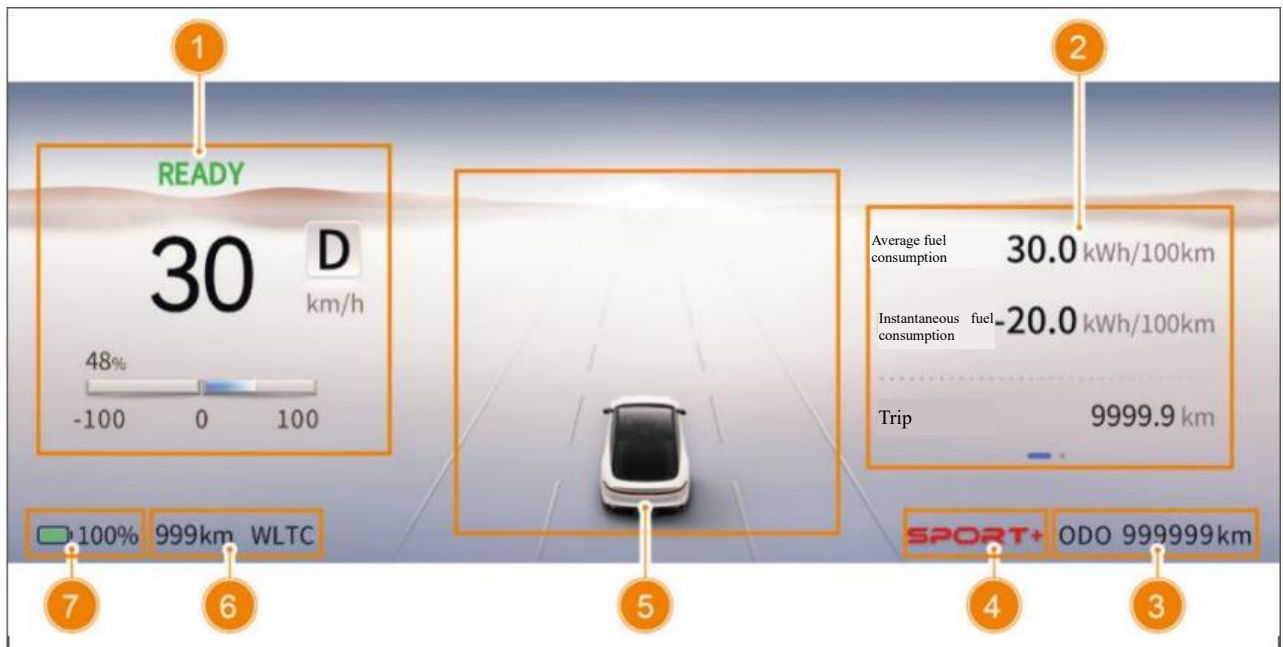 1
2
READY
30
D
km/h
48%
-100 0 100
Average fuel
consumption
30.0 kWh/100km
Instantaneous fuel
consumption
-20.0 kWh/100km
Trip
9999.9 km
100%
999km WLTC
SPORT+
ODO 999999km
7
6
5
4
3